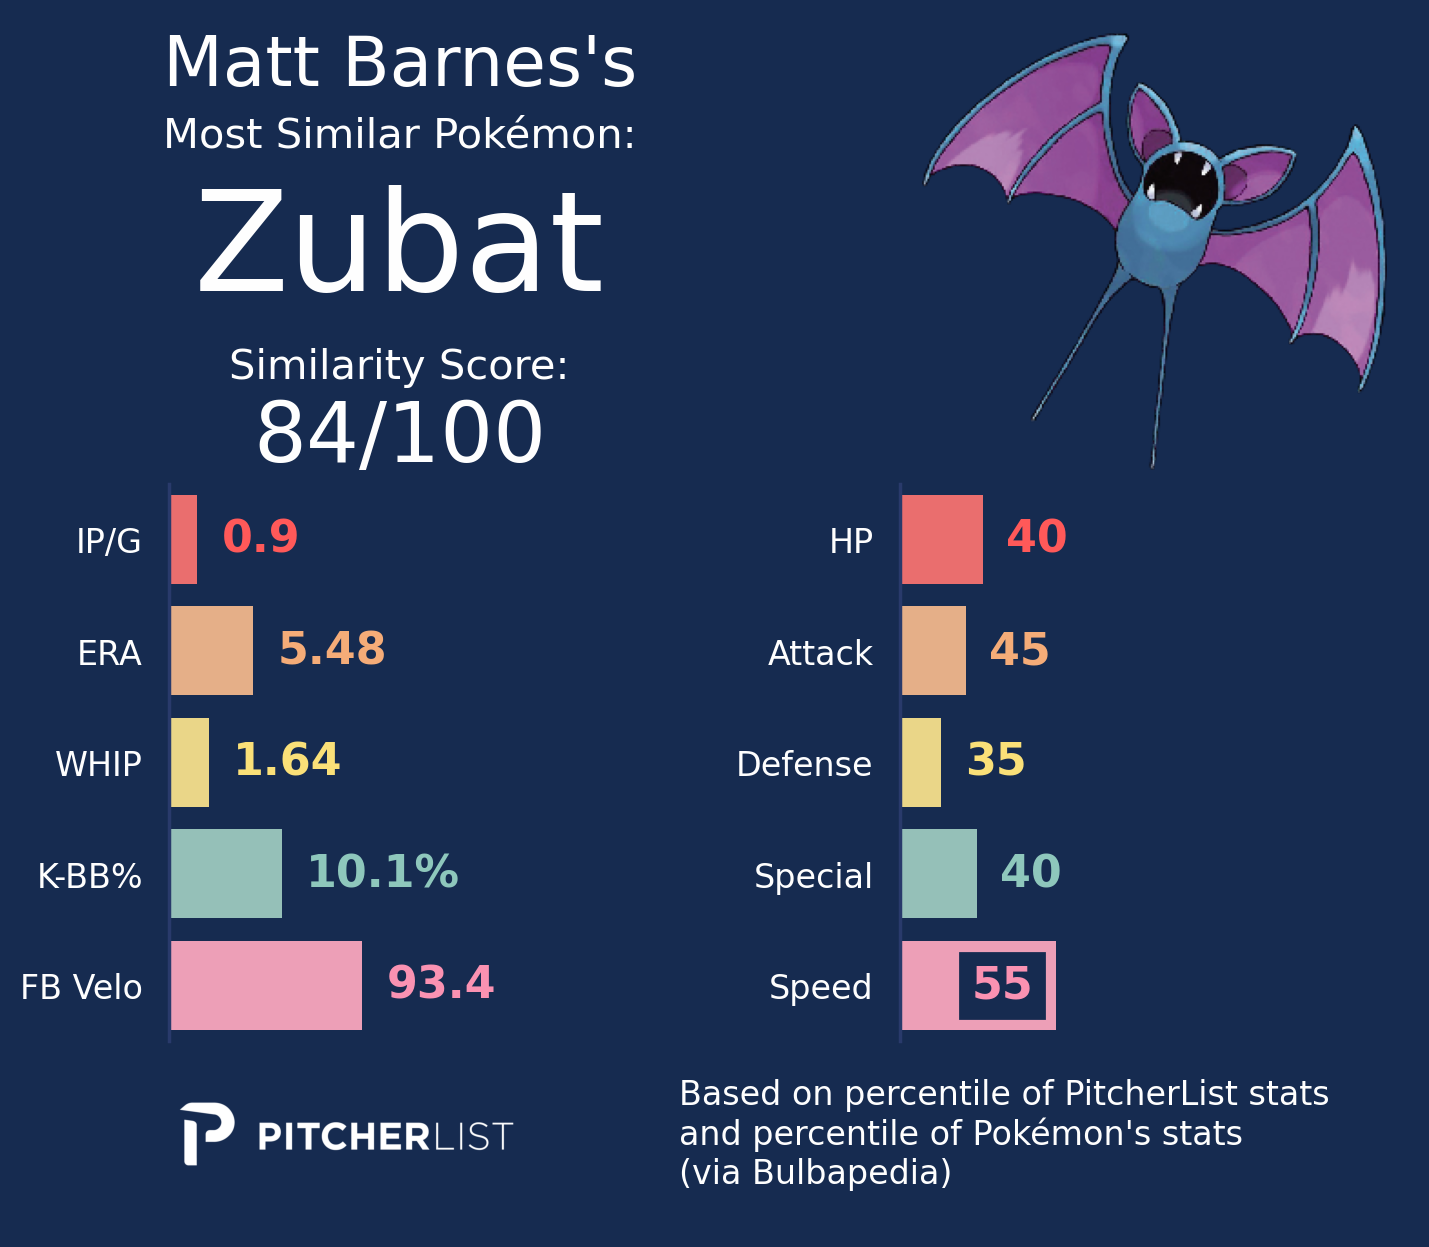 Matt Barnes's
Most Similar Pokémon:
Zubat
Similarity Score:
84/100
IP/G 0.9
ERA 5.48
WHIP 1.64
K-BB% 10.1%
FB Velo 93.4
HP 40
Attack 45
Defense 35
Special 40
Speed 55
PITCHERLIST
Based on percentile of PitcherList stats
and percentile of Pokémon's stats
(via Bulbapedia)